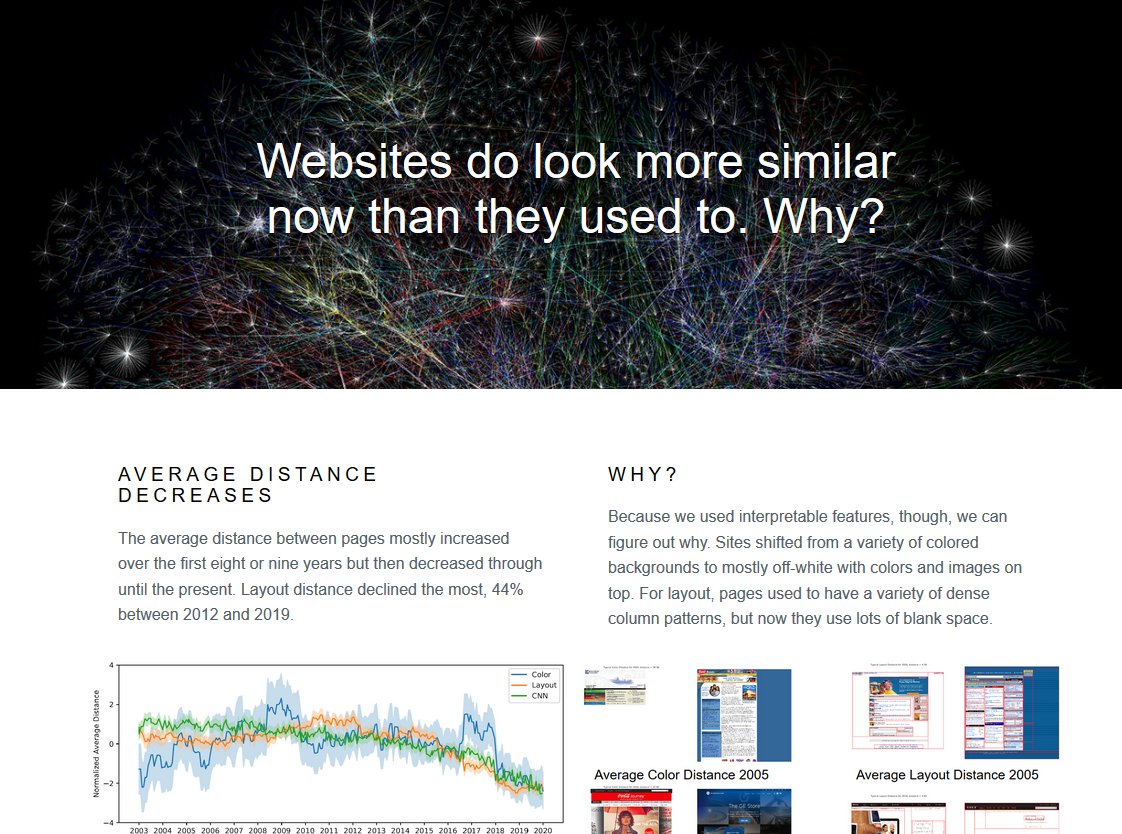 Websites do look more similar
now than they used to. Why?
AVERAGE DISTANCE
DECREASES
The average distance between pages mostly increased
over the first eight or nine years but then decreased through
until the present. Layout distance declined the most, 44%
between 2012 and 2019.
WHY?
Because we used interpretable features, though, we can
figure out why. Sites shifted from a variety of colored
backgrounds to mostly off-white with colors and images on
top. For layout, pages used to have a variety of dense
column patterns, but now they use lots of blank space.
Normalized Average Distance
4
2
0
−2
−4
Color
Layout
CNN
2003 2004 2005 2006 2007 2008 2009 2010 2011 2012 2013 2014 2015 2016 2017 2018 2019 2020
Average Color Distance 2005
Average Layout Distance 2005
The GE Store